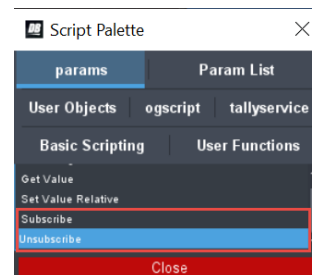 DB Script Palette
params Param List
User Objects ogscript tallyservice
Basic Scripting User Functions
Get Value
Set Value Relative
Subscribe
Unsubscribe
Close